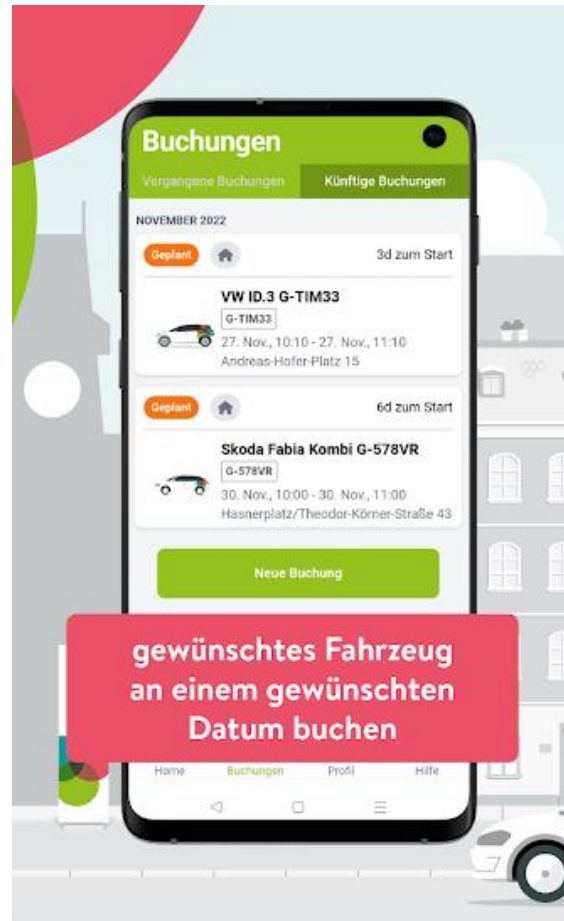 Buchungen
Vergangene Buchungen
Künftige Buchungen
NOVEMBER 2022
Geplant
3d zum Start
VW ID.3 G-TIM33
G-TIM33
27. Nov., 10:10 - 27. Nov., 11:10
Andreas-Hofer-Platz 15
Geplant
6d zum Start
Skoda Fabia Kombi G-578VR
G-578VR
30. Nov., 10:00 - 30. Nov., 11:00
Hasnerplatz/Theodor-Körner-Straße 43
Neue Buchung
gewünschtes Fahrzeug
an einem gewünschten
Datum buchen
Home
Buchungen
Profil
Hilfe